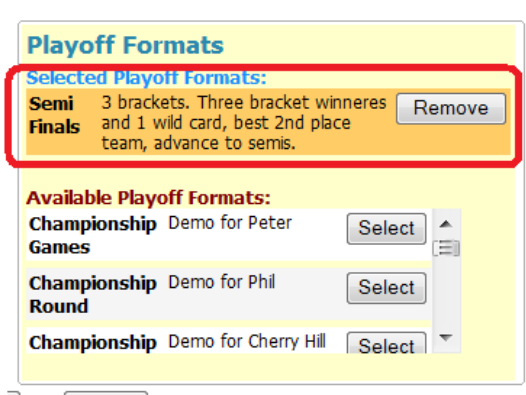 Playoff Formats
Selected Playoff Formats:
Semi Finals
3 brackets. Three bracket winneres
and 1 wild card, best 2nd place
team, advance to semis.
Remove
Available Playoff Formats:
Championship Demo for Peter Select
Games
Championship Demo for Phil Select
Round
Championship Demo for Cherry Hill Select